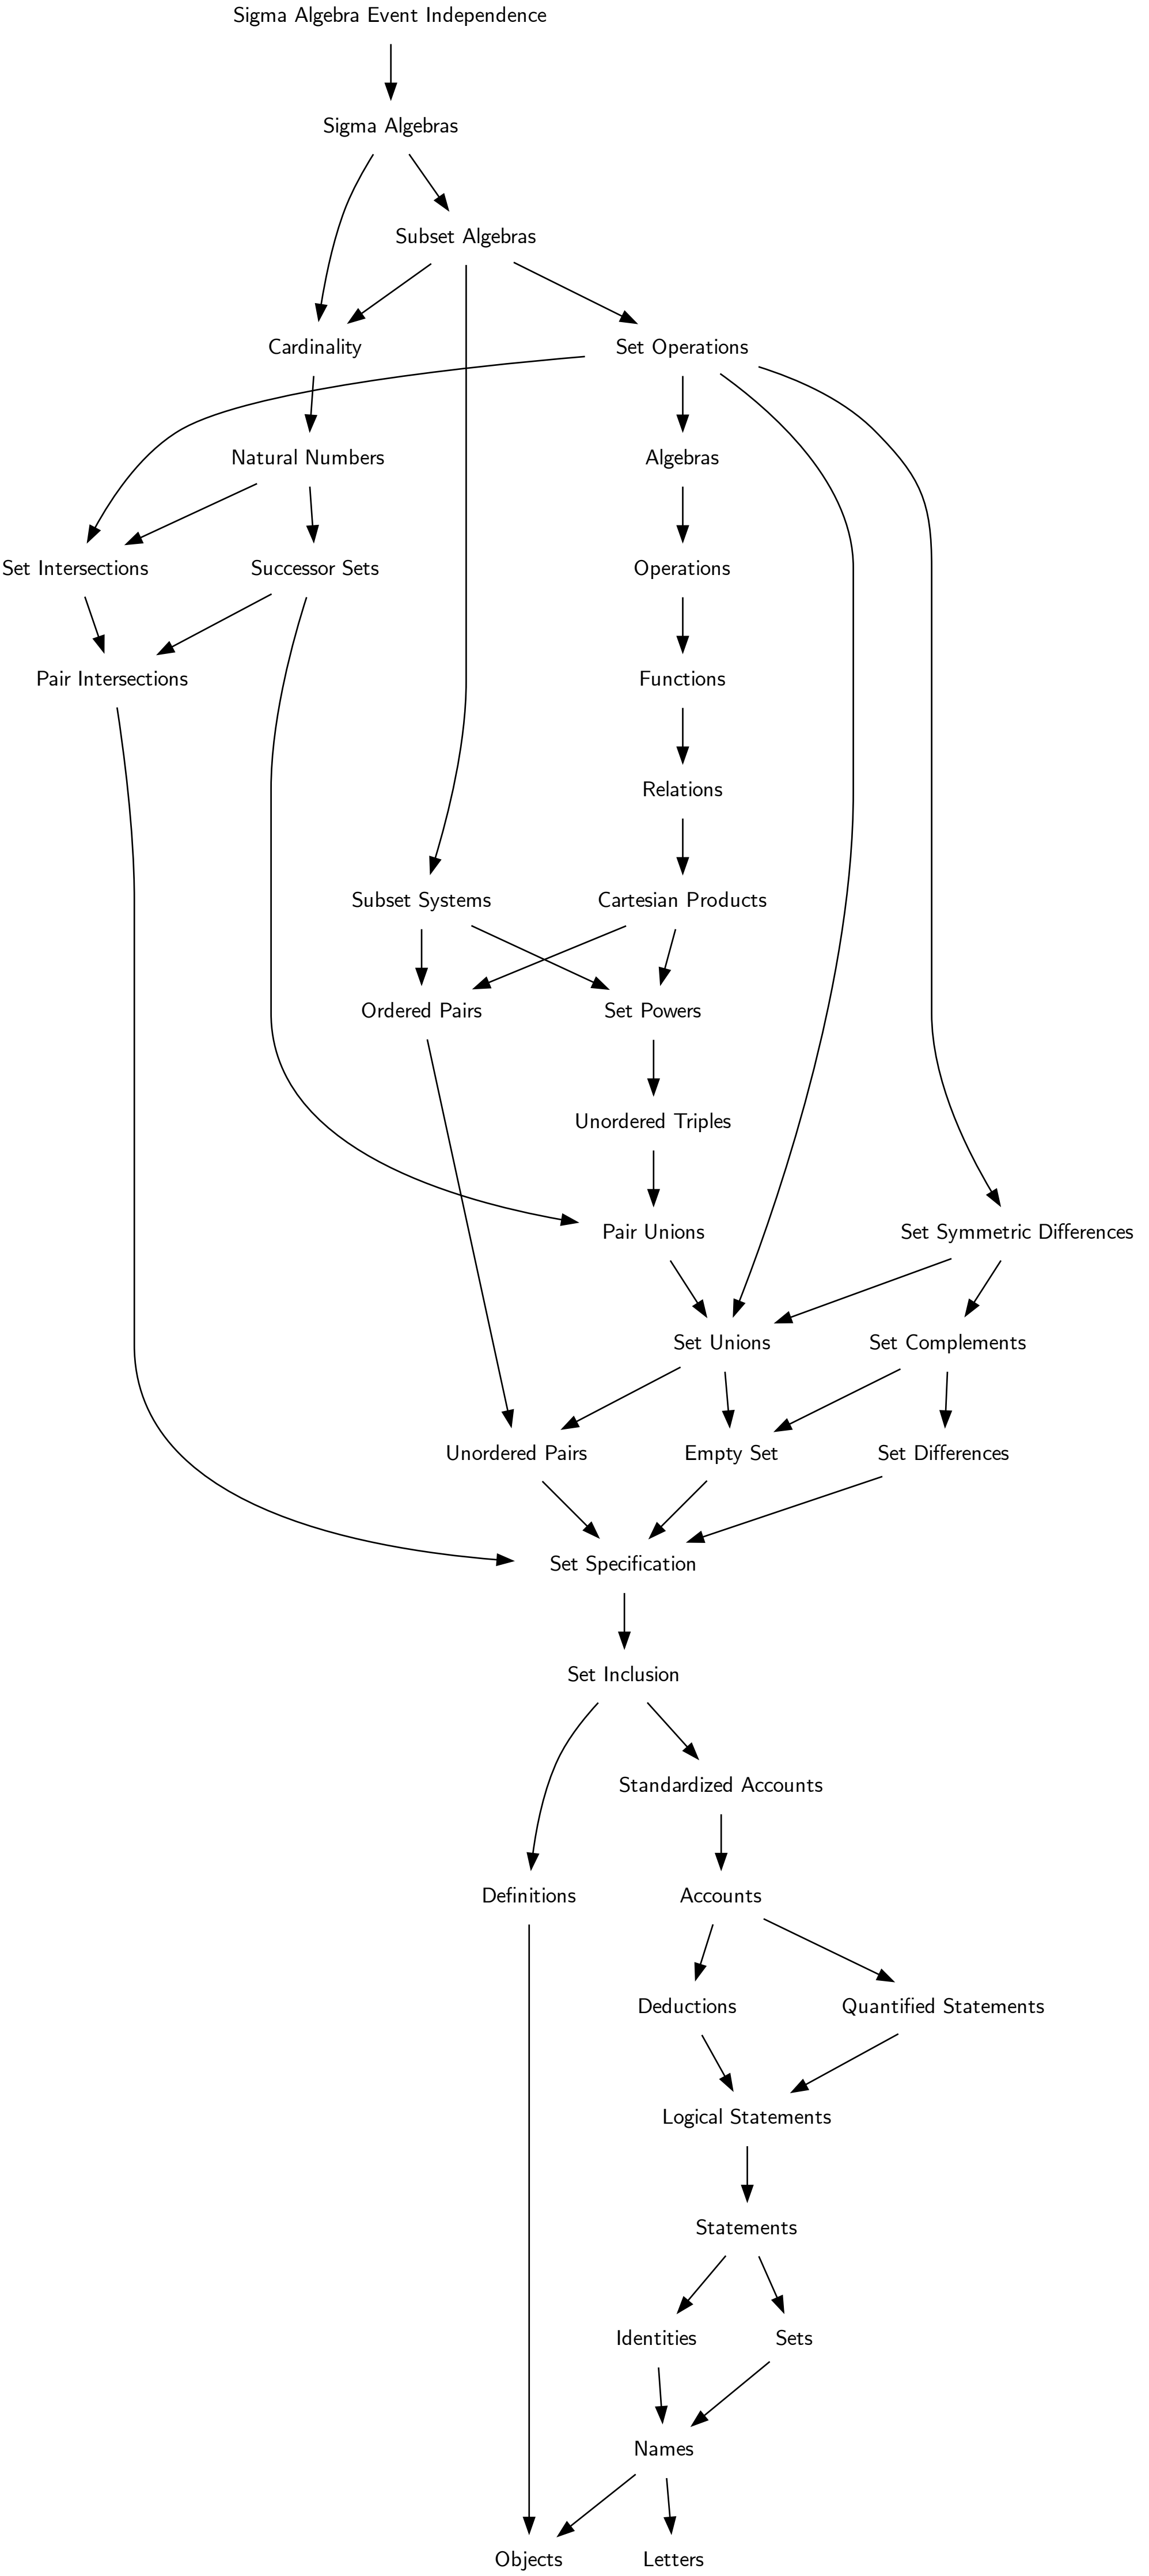 Sigma Algebra Event Independence
Sigma Algebras
Subset Algebras
Cardinality
Set Operations
Natural Numbers
Algebras
Set Intersections
Successor Sets
Operations
Pair Intersections
Functions
Relations
Subset Systems
Cartesian Products
Ordered Pairs
Set Powers
Unordered Triples
Pair Unions
Set Symmetric Differences
Set Unions
Set Complements
Unordered Pairs
Empty Set
Set Differences
Set Specification
Set Inclusion
Standardized Accounts
Definitions
Accounts
Deductions
Quantified Statements
Logical Statements
Statements
Identities
Sets
Names
Objects
Letters